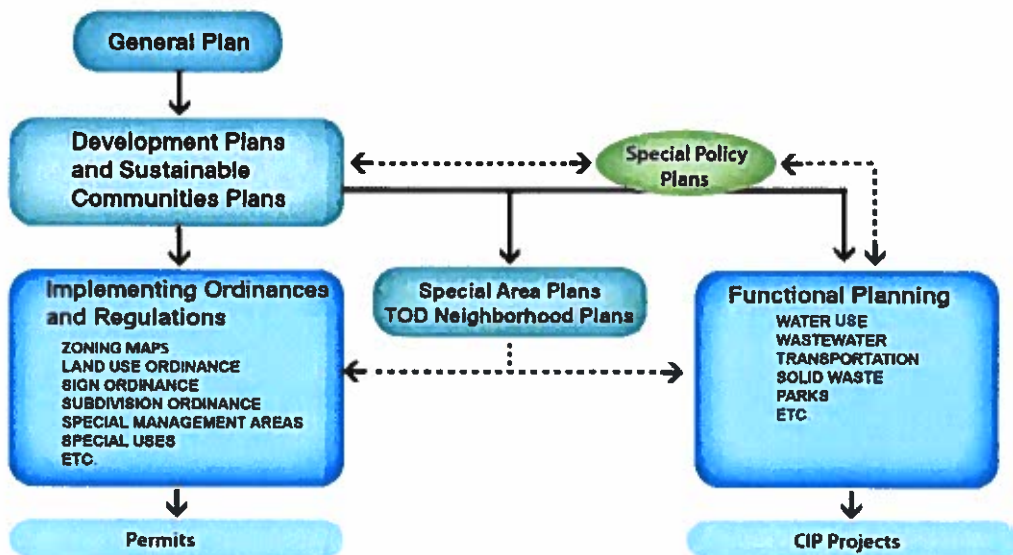 General Plan
Development Plans
and Sustainable
Communities Plans
Special Policy
Plans
Implementing Ordinances
and Regulations
ZONING MAPS
LAND USE ORDINANCE
SIGN ORDINANCE
SUBDIVISION ORDINANCE
SPECIAL MANAGEMENT AREAS
SPECIAL USES
ETC.
Special Area Plans
TOD Neighborhood Plans
Functional Planning
WATER USE
WASTEWATER
TRANSPORTATION
SOLID WASTE
PARKS
ETC
Permits
CIP Projects